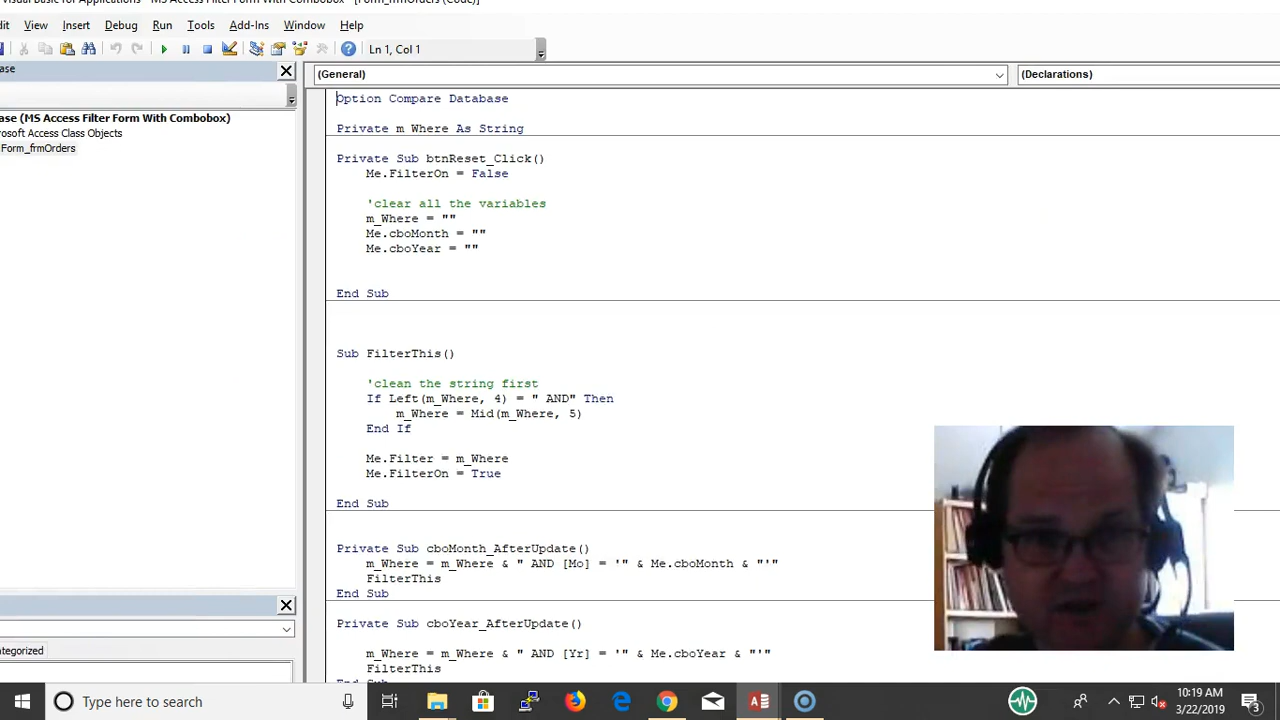 Visual Basic for Applications - MS Access Filter Form With Combobox - [Form_frmOrders (Code)]
View Insert Debug Run Tools Add-Ins Window Help
Ln 1, Col 1
(General) (Declarations)
ase (MS Access Filter Form With Combobox)
rosoft Access Class Objects
Form_frmOrders
Option Compare Database
Private m_Where As String
Private Sub btnReset_Click()
Me.FilterOn = False
'clear all the variables
m_Where = ""
Me.cboMonth = ""
Me.cboYear = ""
End Sub
Sub FilterThis()
'clean the string first
If Left(m_Where, 4) = " AND" Then
m_Where = Mid(m_Where, 5)
End If
Me.Filter = m_Where
Me.FilterOn = True
End Sub
Private Sub cboMonth_AfterUpdate()
m_Where = m_Where & " AND [Mo] = '" & Me.cboMonth & "'"
FilterThis
End Sub
Private Sub cboYear_AfterUpdate()
m_Where = m_Where & " AND [Yr] = '" & Me.cboYear & "'"
FilterThis
End Sub
tegorized
Type here to search
10:19 AM
3/22/2019
3